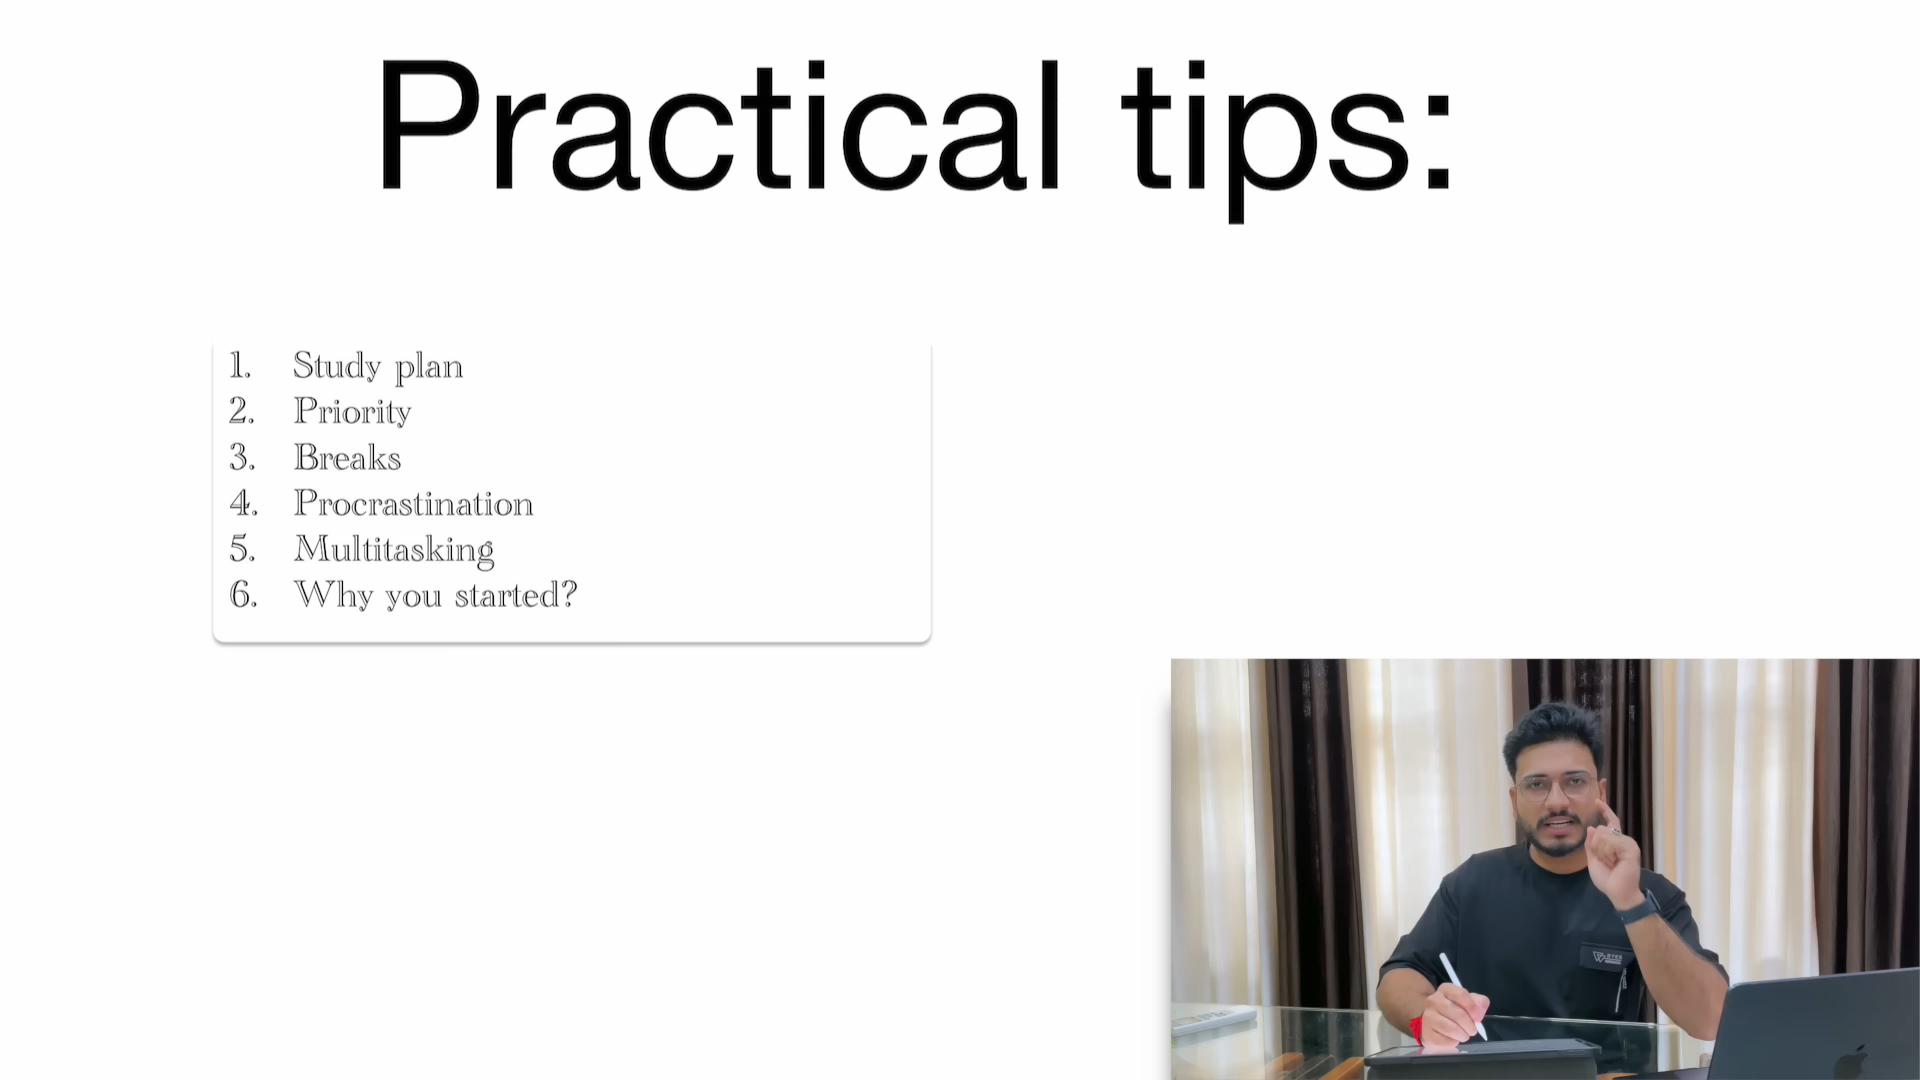 Practical tips:
1. Study plan
2. Priority
3. Breaks
4. Procrastination
5. Multitasking
6. Why you started?